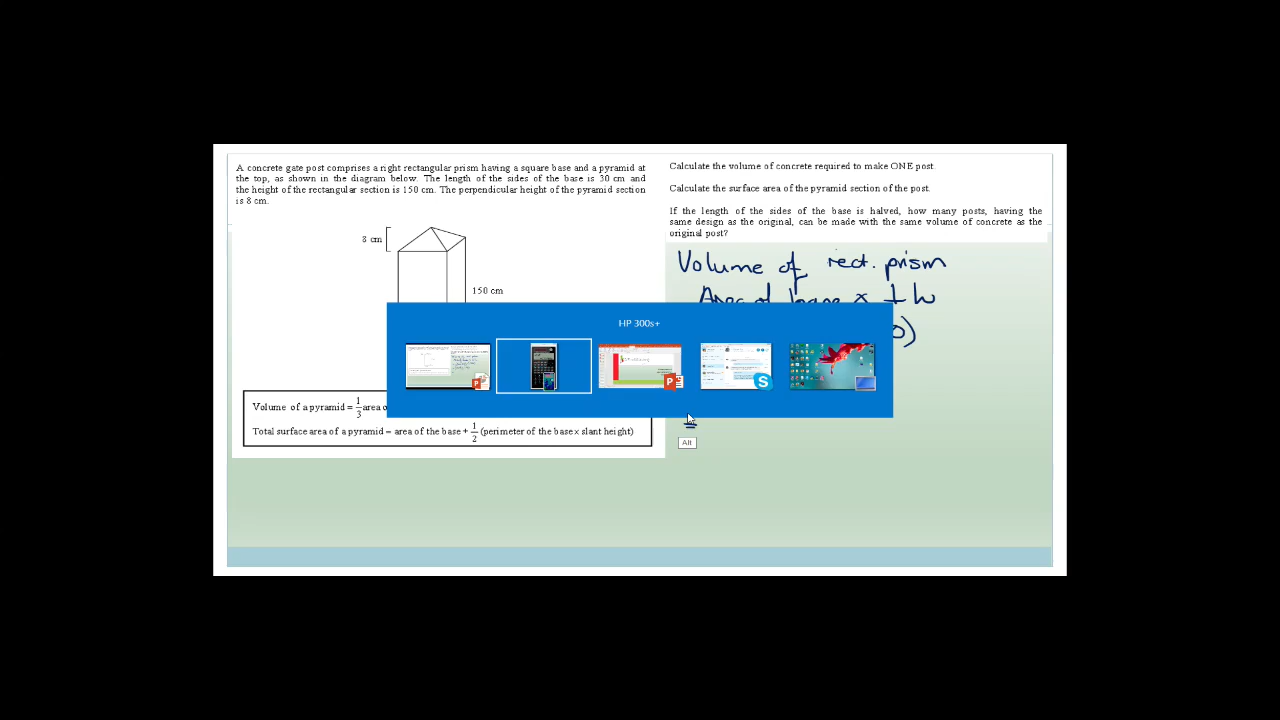 A concrete gate post comprises a right rectangular prism having a square base and a pyramid at
the top, as shown in the diagram below. The length of the sides of the base is 30 cm and
the height of the rectangular section is 150 cm. The perpendicular height of the pyramid section
is 8 cm.
8 cm
150 cm
Volume of a pyramid = 1/3 area
Total surface area of a pyramid = area of the base + 1/2 (perimeter of the base x slant height)
Calculate the volume of concrete required to make ONE post.
Calculate the surface area of the pyramid section of the post.
If the length of the sides of the base is halved, how many posts, having the
same design as the original, can be made with the same volume of concrete as the
original post?
Volume of rect. prism
Area of base x
0)
=
HP 300s+
Alt